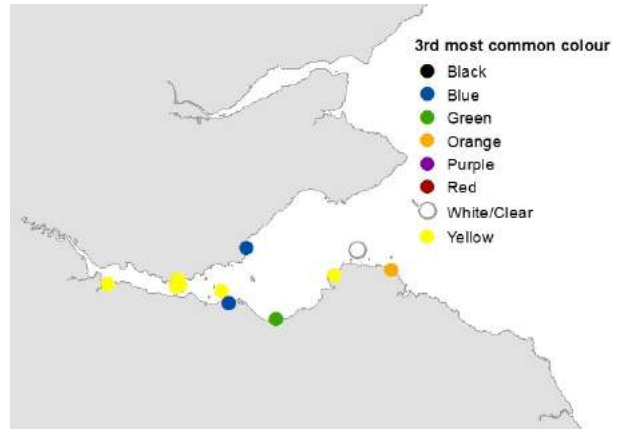 3rd most common colour
Black
Blue
Green
Orange
Purple
Red
White/Clear
Yellow